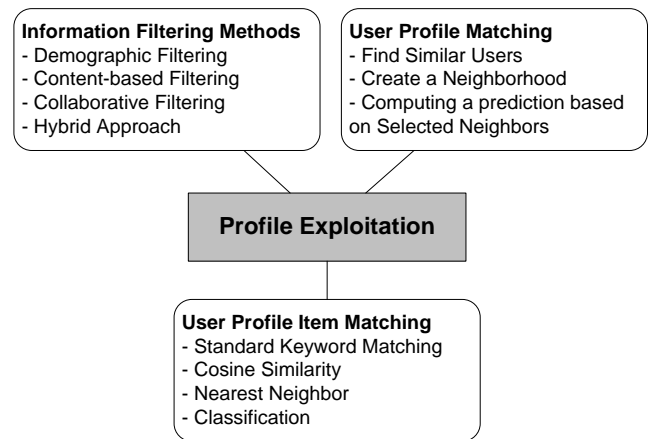 Information Filtering Methods
- Demographic Filtering
- Content-based Filtering
- Collaborative Filtering
- Hybrid Approach
User Profile Matching
- Find Similar Users
- Create a Neighborhood
- Computing a prediction based
on Selected Neighbors
Profile Exploitation
User Profile Item Matching
- Standard Keyword Matching
- Cosine Similarity
- Nearest Neighbor
- Classification